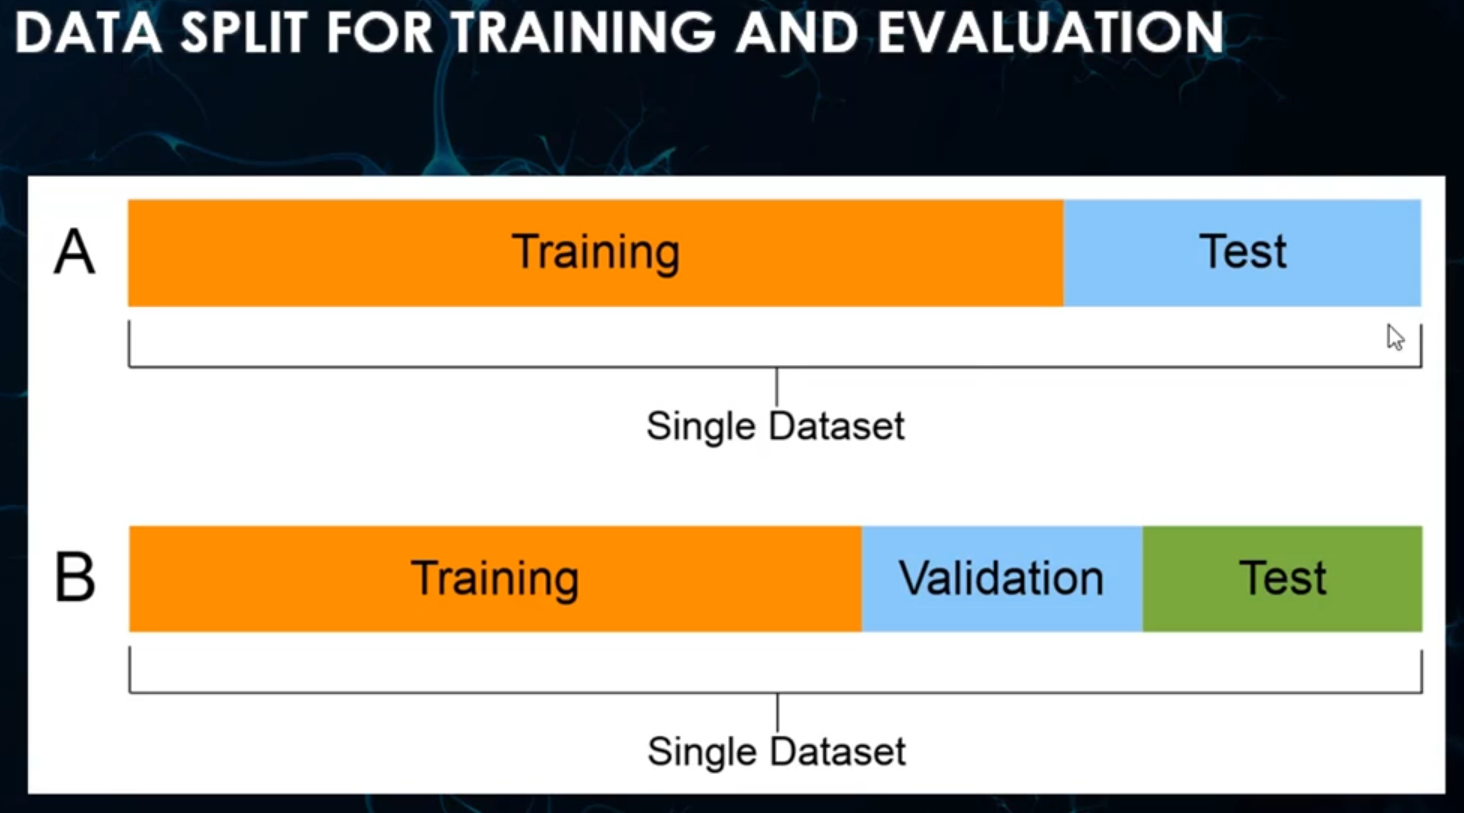 DATA SPLIT FOR TRAINING AND EVALUATION
A
Training
Test
Single Dataset
B
Training
Validation
Test
Single Dataset